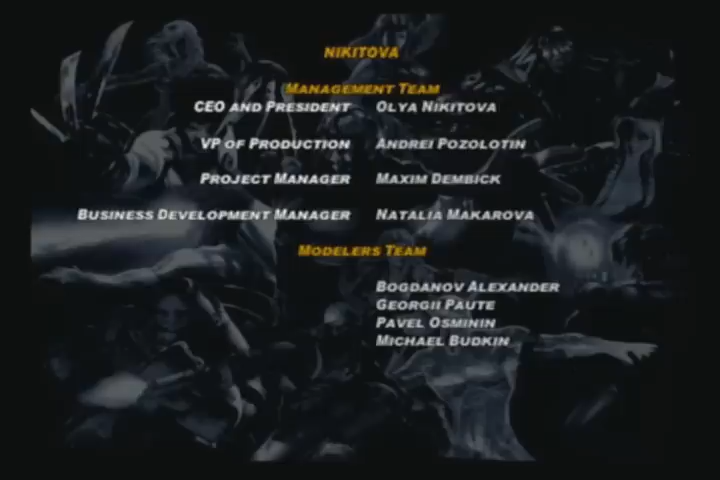 NIKITOVA
MANAGEMENT TEAM
CEO AND PRESIDENT OLYA NIKITOVA
VP OF PRODUCTION ANDREI POZOLOTIN
PROJECT MANAGER MAXIM DEMBICK
BUSINESS DEVELOPMENT MANAGER NATALIA MAKAROVA
MODELERS TEAM
BOGDANOV ALEXANDER
GEORGII PAUTE
PAVEL OSMININ
MICHAEL BUDKIN